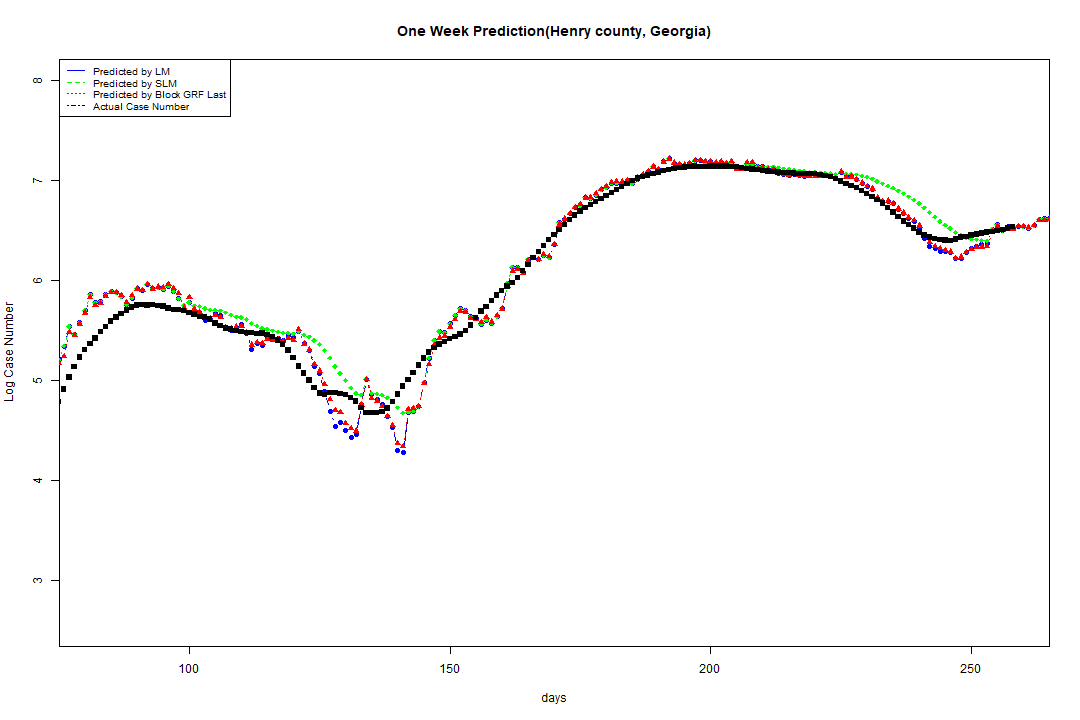 One Week Prediction(Henry county, Georgia)
Predicted by LM
Predicted by SLM
Predicted by Block GRF Last
Actual Case Number
8
7
6
5
4
3
Log Case Number
100 150 200 250
days